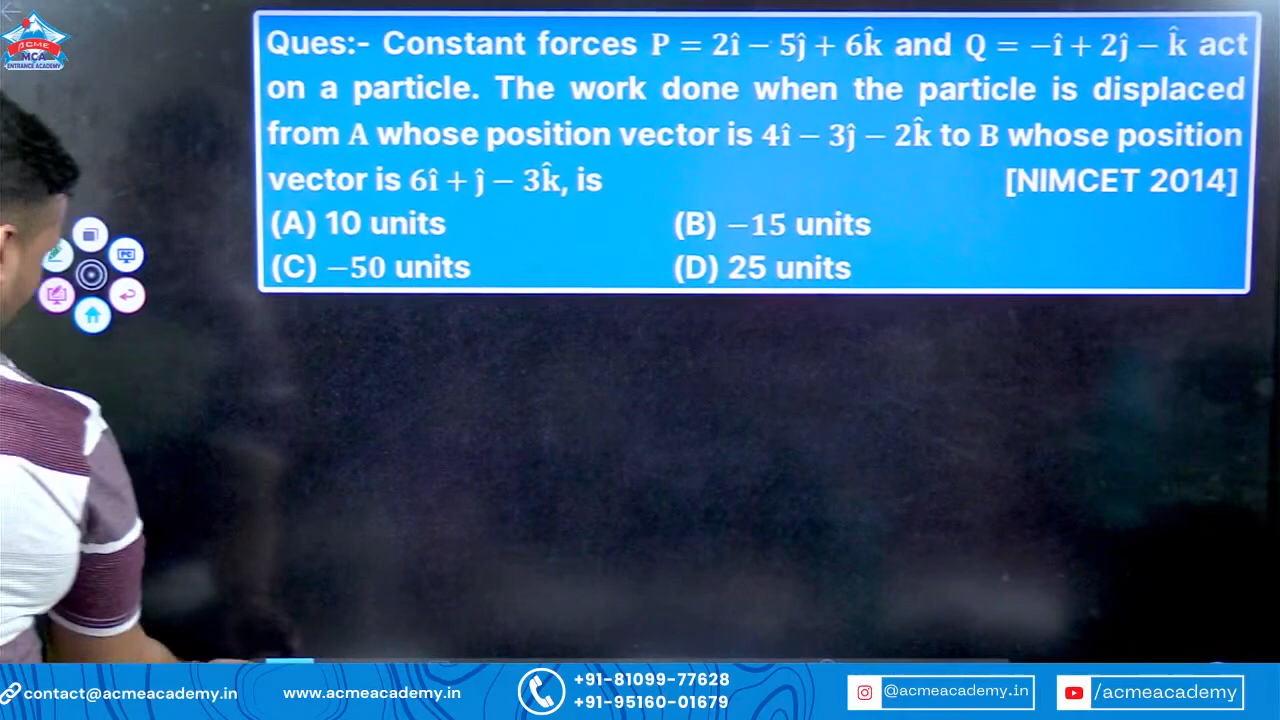 ACME
MCA
ENTRANCE ACADEMY
Ques:- Constant forces P = 2î − 5ĵ + 6k̂ and Q = −î + 2ĵ − k̂ act
on a particle. The work done when the particle is displaced
from A whose position vector is 4î − 3ĵ − 2k̂ to B whose position
vector is 6î + ĵ − 3k̂, is [NIMCET 2014]
(A) 10 units (B) −15 units
(C) −50 units (D) 25 units
PC
contact@acmeacademy.in www.acmeacademy.in +91-81099-77628
+91-95160-01679
@acmeacademy.in /acmeacademy